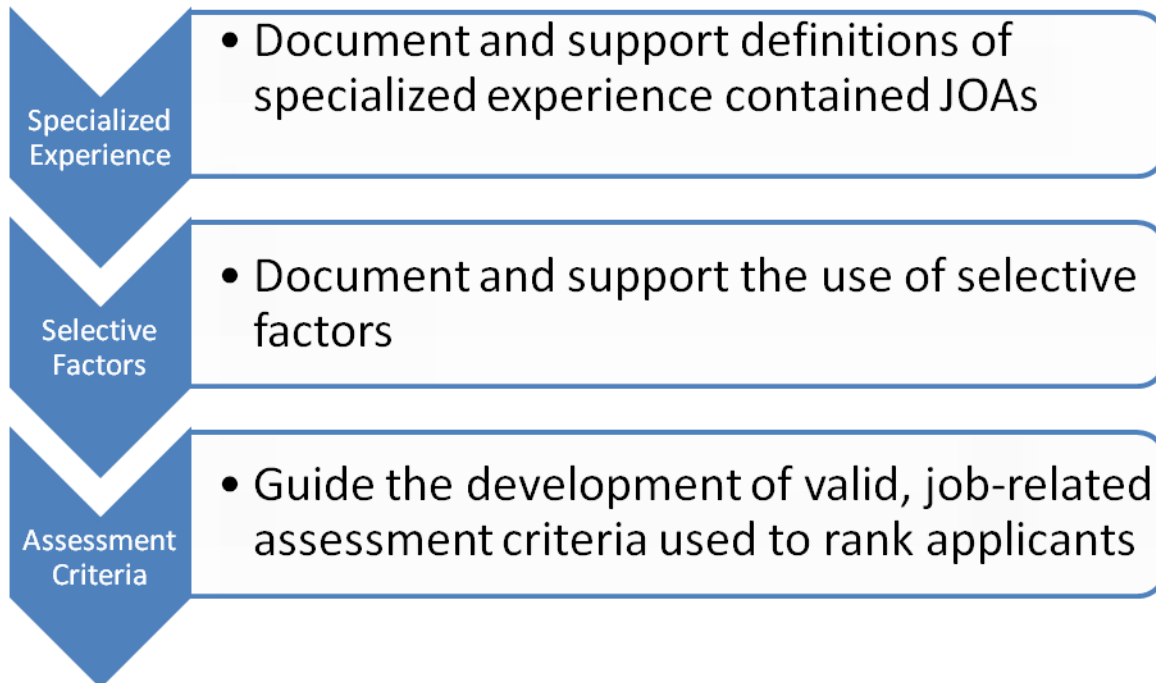 Specialized
Experience
• Document and support definitions of
specialized experience contained JOAs
Selective
Factors
• Document and support the use of selective
factors
Assessment
Criteria
• Guide the development of valid, job-related
assessment criteria used to rank applicants